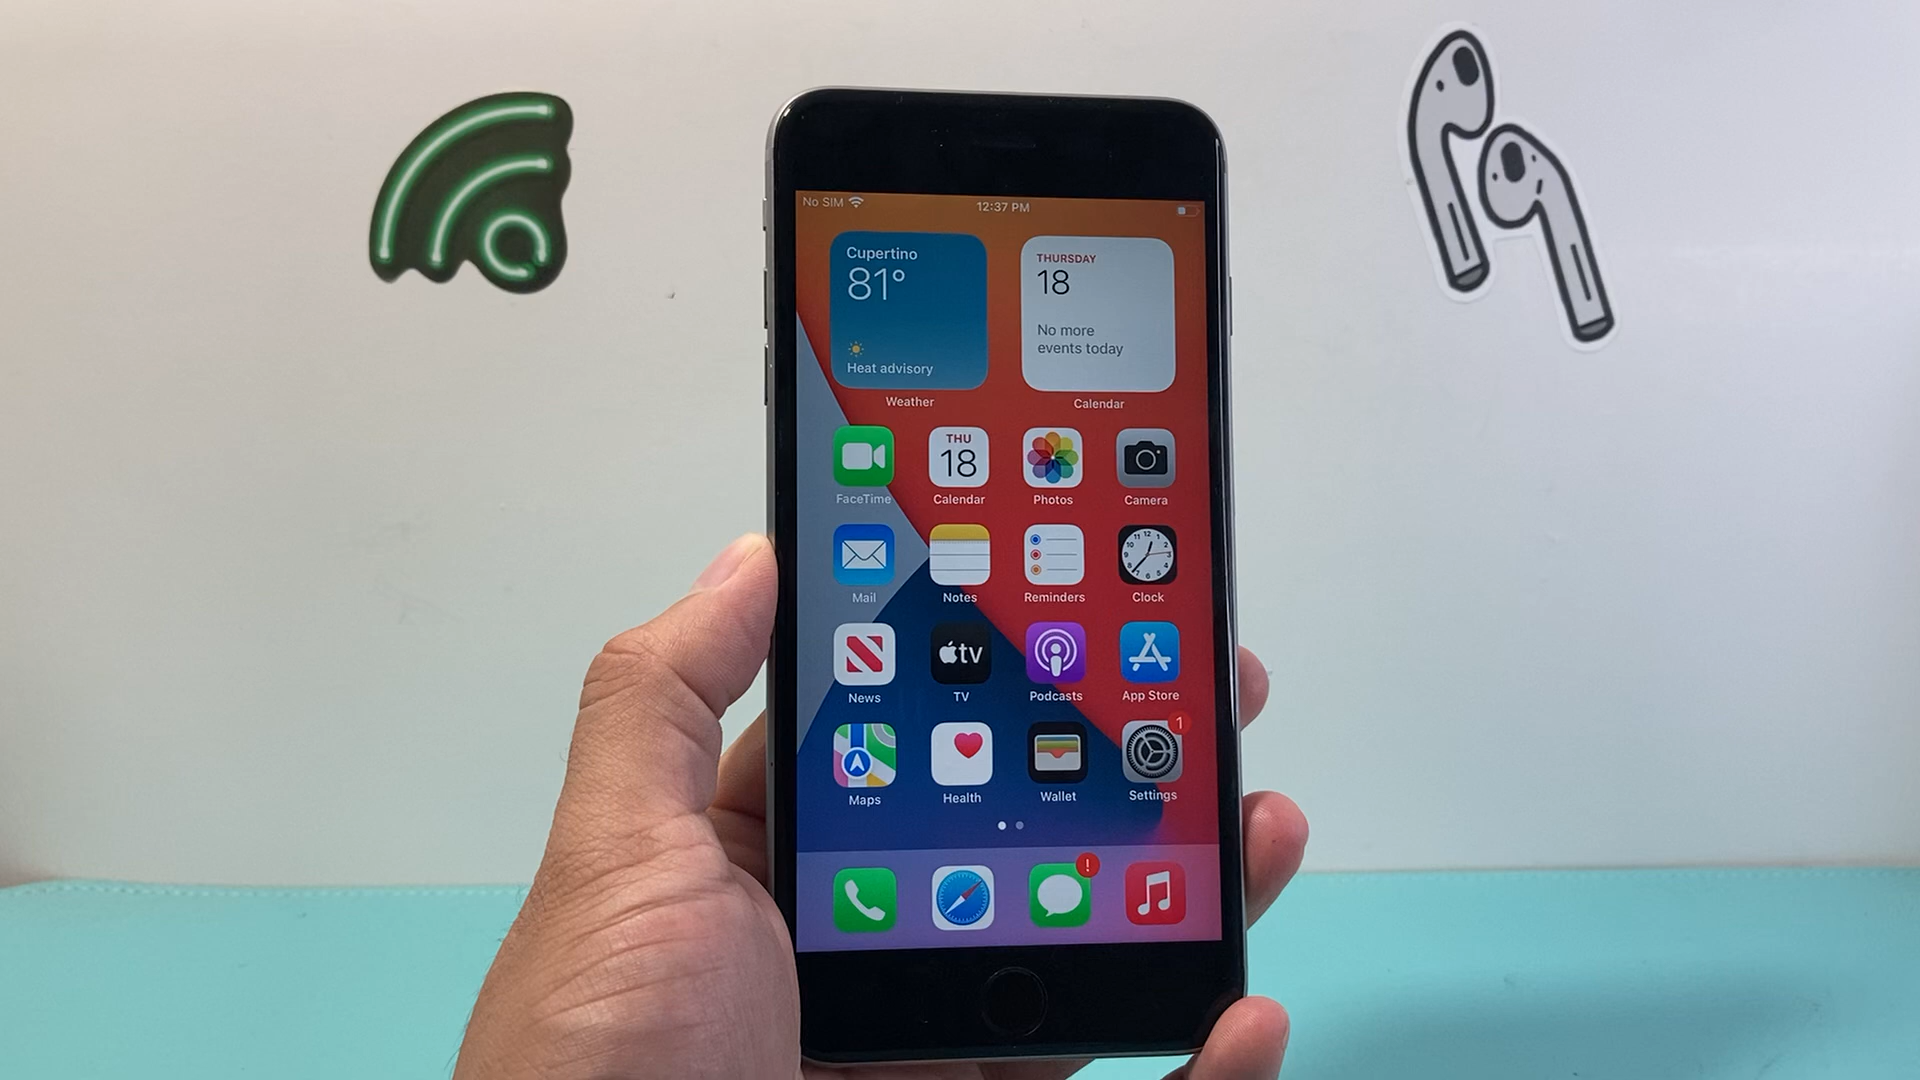 No SIM 12:37 PM
Cupertino
81°
Heat advisory
Weather
THURSDAY
18
No more
events today
Calendar
THU
18
FaceTime Calendar Photos Camera
Mail Notes Reminders Clock
tv
News TV Podcasts App Store
1
Maps Health Wallet Settings
!